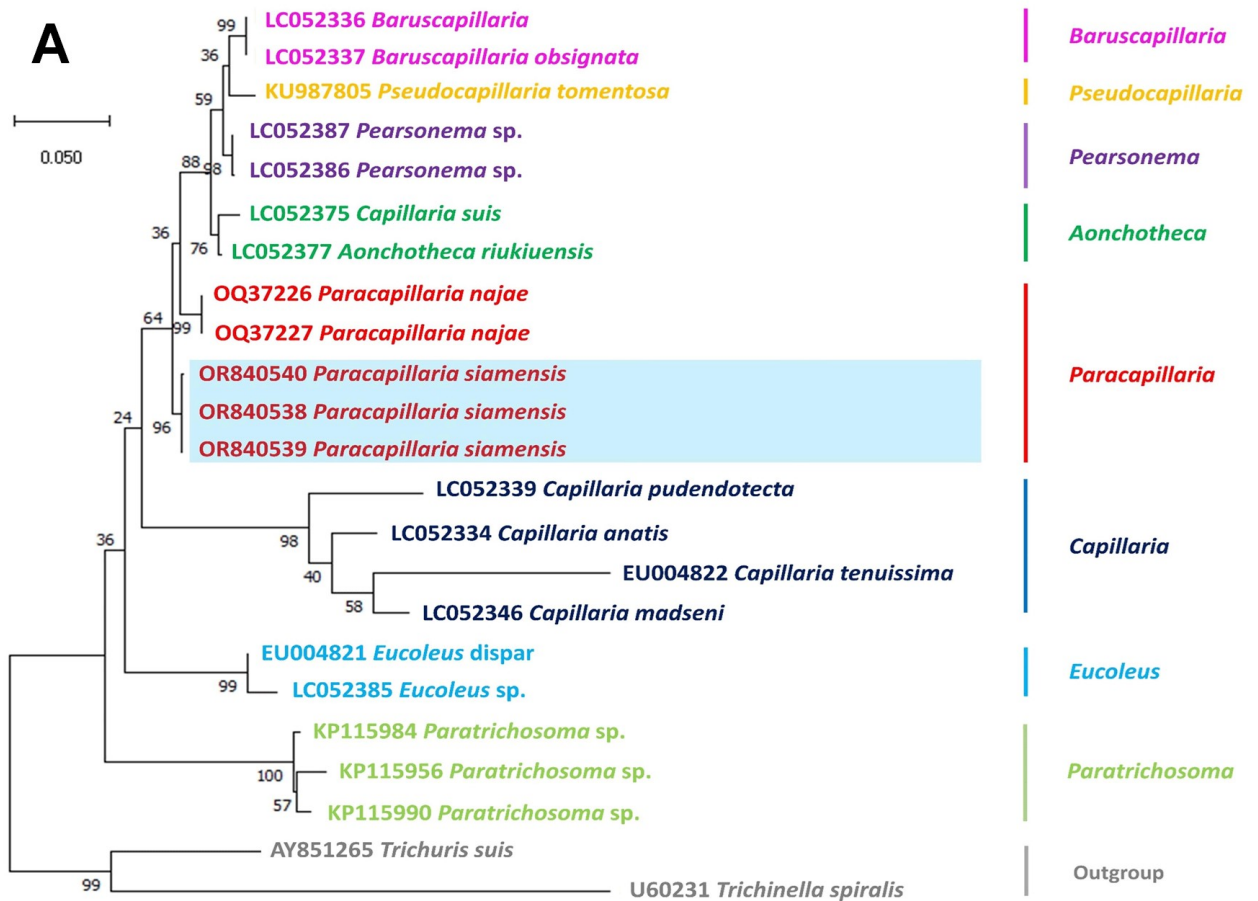 A
99
LC052336 Baruscapillaria
Baruscapillaria
36
LC052337 Baruscapillaria obsignata
59
KU987805 Pseudocapillaria tomentosa
Pseudocapillaria
0.050
LC052387 Pearsonema sp.
Pearsonema
88
98
LC052386 Pearsonema sp.
LC052375 Capillaria suis
Aonchotheca
36
76
LC052377 Aonchotheca riukiuensis
OQ37226 Paracapillaria najae
64
99
OQ37227 Paracapillaria najae
OR840540 Paracapillaria siamensis
Paracapillaria
24
OR840538 Paracapillaria siamensis
96
OR840539 Paracapillaria siamensis
LC052339 Capillaria pudendotecta
36
98
LC052334 Capillaria anatis
Capillaria
40
EU004822 Capillaria tenuissima
58
LC052346 Capillaria madseni
EU004821 Eucoleus dispar
Eucoleus
99
LC052385 Eucoleus sp.
KP115984 Paratrichosoma sp.
100
KP115956 Paratrichosoma sp.
Paratrichosoma
57
KP115990 Paratrichosoma sp.
AY851265 Trichuris suis
Outgroup
99
U60231 Trichinella spiralis